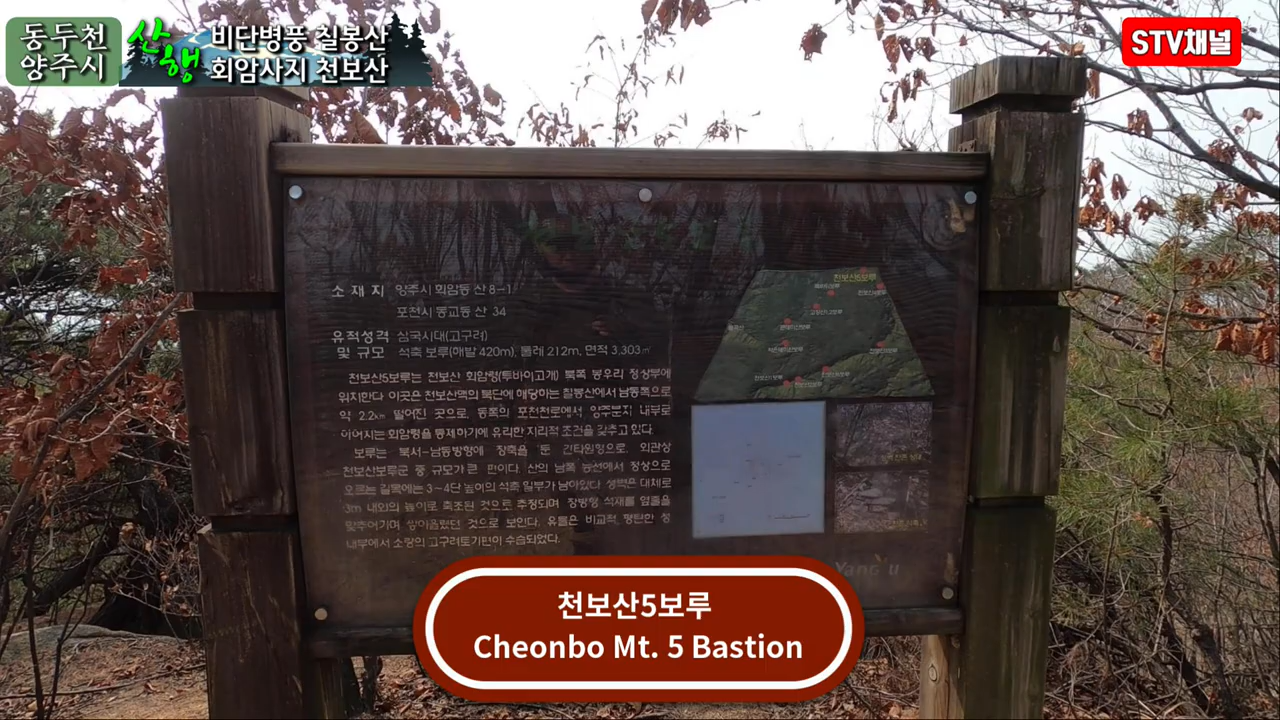 동두천
양주시
산행
비단병풍 칠봉산
회암사지 천보산
STV채널
소 재 지 양주시 회암동 산 8-1
포천시 동교동 산 34
유적성격 삼국시대(고구려)
및 규모 석축 보루(해발 420m), 둘레 212m, 면적 3,303㎡
천보산5보루는 천보산 회암령(투바위고개) 북쪽 봉우리 정상부에
위치한다. 이곳은 천보산맥의 북단에 해당하는 칠봉산에서 남동쪽으로
약 2.2km 떨어진 곳으로, 동쪽의 포천천로에서 양주분지 내부로
이어지는 회암령을 통제하기에 유리한 지리적 조건을 갖추고 있다.
보루는 북서-남동방향에 장축을 둔 긴타원형으로, 외관상
천보산보루군 중 규모가 큰 편이다. 산의 남쪽 능선에서 정상으로
오르는 길목에는 3~4단 높이의 석축 일부가 남아있다. 성벽은 대체로
3m 내외의 높이로 축조된 것으로 추정되며 장방형 석재를 옆줄을
맞추어가며 쌓아올렸던 것으로 보인다. 유물은 비교적 평탄한 성
내부에서 소량의 고구려토기편이 수습되었다.
천보산5보루
천보산5보루
Cheonbo Mt. 5 Bastion